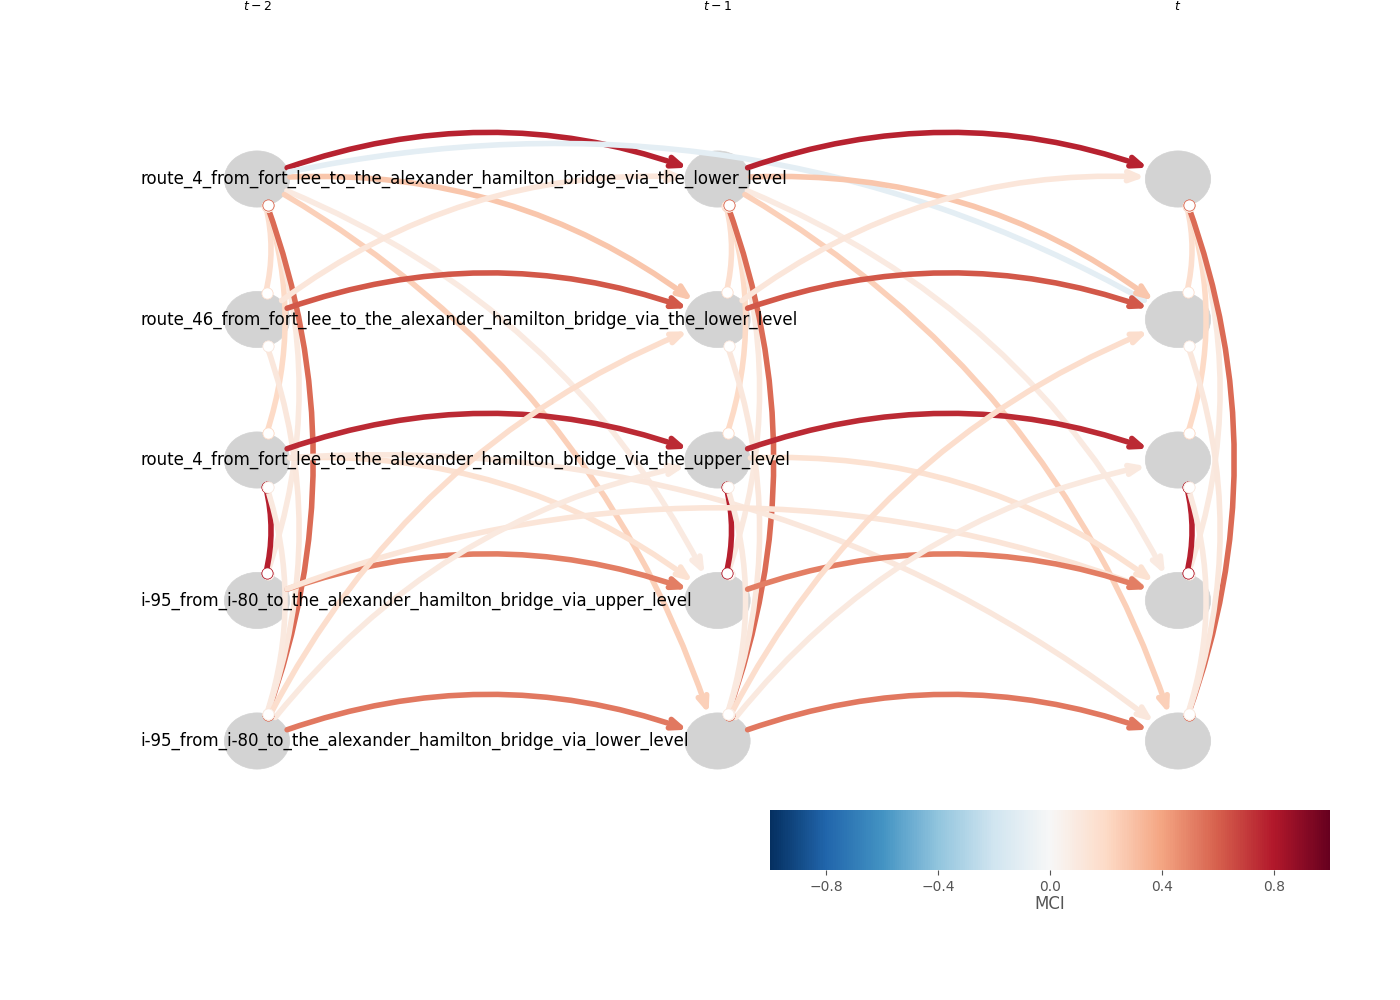 t − 2 t − 1 t
route_4_from_fort_lee_to_the_alexander_hamilton_bridge_via_the_lower_level
route_46_from_fort_lee_to_the_alexander_hamilton_bridge_via_the_lower_level
route_4_from_fort_lee_to_the_alexander_hamilton_bridge_via_the_upper_level
i-95_from_i-80_to_the_alexander_hamilton_bridge_via_upper_level
i-95_from_i-80_to_the_alexander_hamilton_bridge_via_lower_level
−0.8 −0.4 0.0 0.4 0.8
MCI